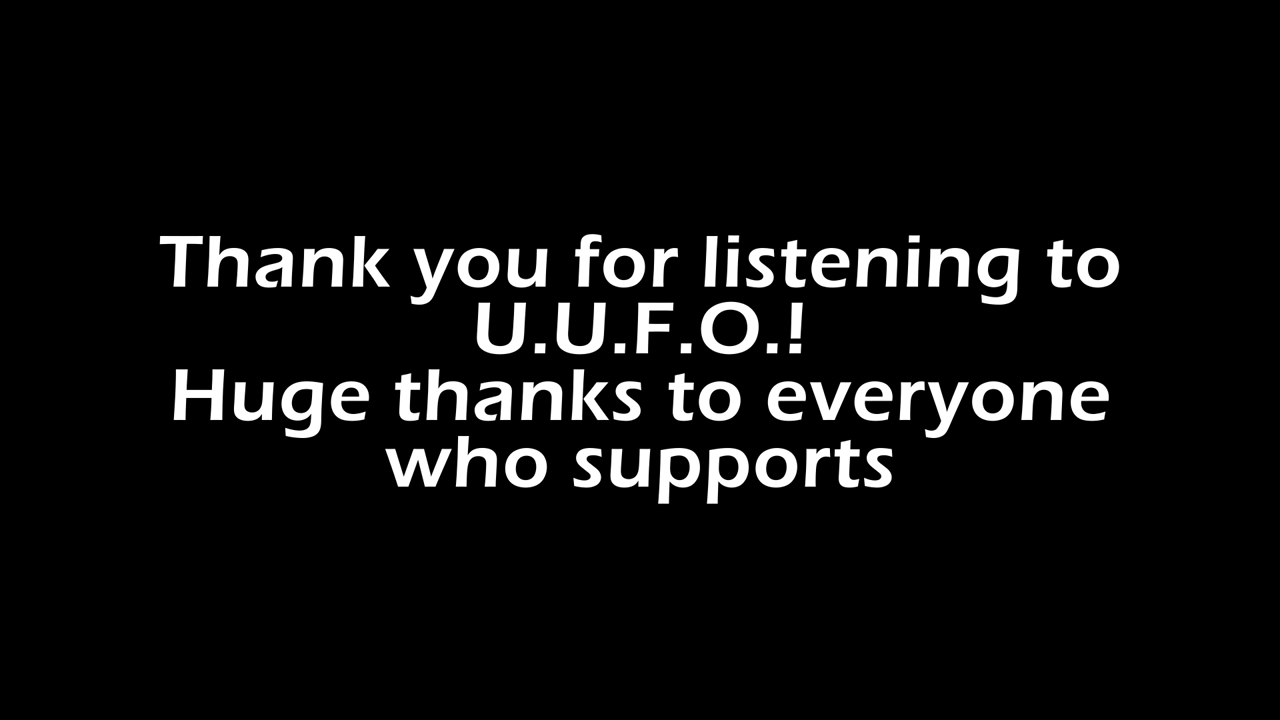 Thank you for listening to
U.U.F.O.!
Huge thanks to everyone
who supports